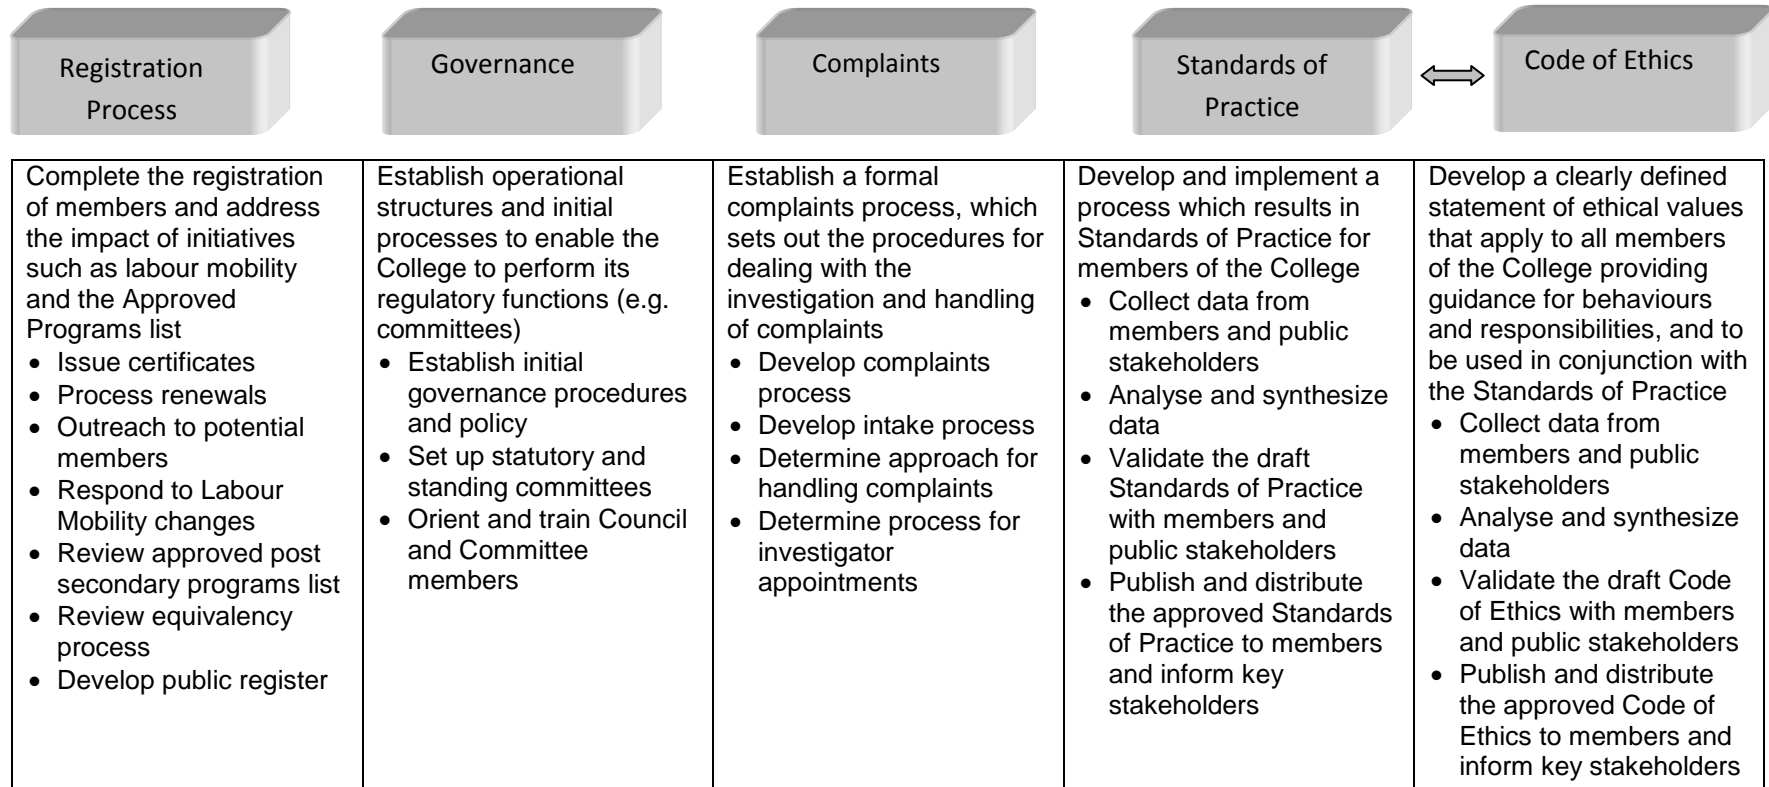 Registration
Process
Governance
Complaints
Standards of
Practice
Code of Ethics
Complete the registration
of members and address
the impact of initiatives
such as labour mobility
and the Approved
Programs list
• Issue certificates
• Process renewals
• Outreach to potential
members
• Respond to Labour
Mobility changes
• Review approved post
secondary programs list
• Review equivalency
process
• Develop public register
Establish operational
structures and initial
processes to enable the
College to perform its
regulatory functions (e.g.
committees)
• Establish initial
governance procedures
and policy
• Set up statutory and
standing committees
• Orient and train Council
and Committee
members
Establish a formal
complaints process, which
sets out the procedures for
dealing with the
investigation and handling
of complaints
• Develop complaints
process
• Develop intake process
• Determine approach for
handling complaints
• Determine process for
investigator
appointments
Develop and implement a
process which results in
Standards of Practice for
members of the College
• Collect data from
members and public
stakeholders
• Analyse and synthesize
data
• Validate the draft
Standards of Practice
with members and
public stakeholders
• Publish and distribute
the approved Standards
of Practice to members
and inform key
stakeholders
Develop a clearly defined
statement of ethical values
that apply to all members
of the College providing
guidance for behaviours
and responsibilities, and to
be used in conjunction with
the Standards of Practice
• Collect data from
members and public
stakeholders
• Analyse and synthesize
data
• Validate the draft Code
of Ethics with members
and public stakeholders
• Publish and distribute
the approved Code of
Ethics to members and
inform key stakeholders